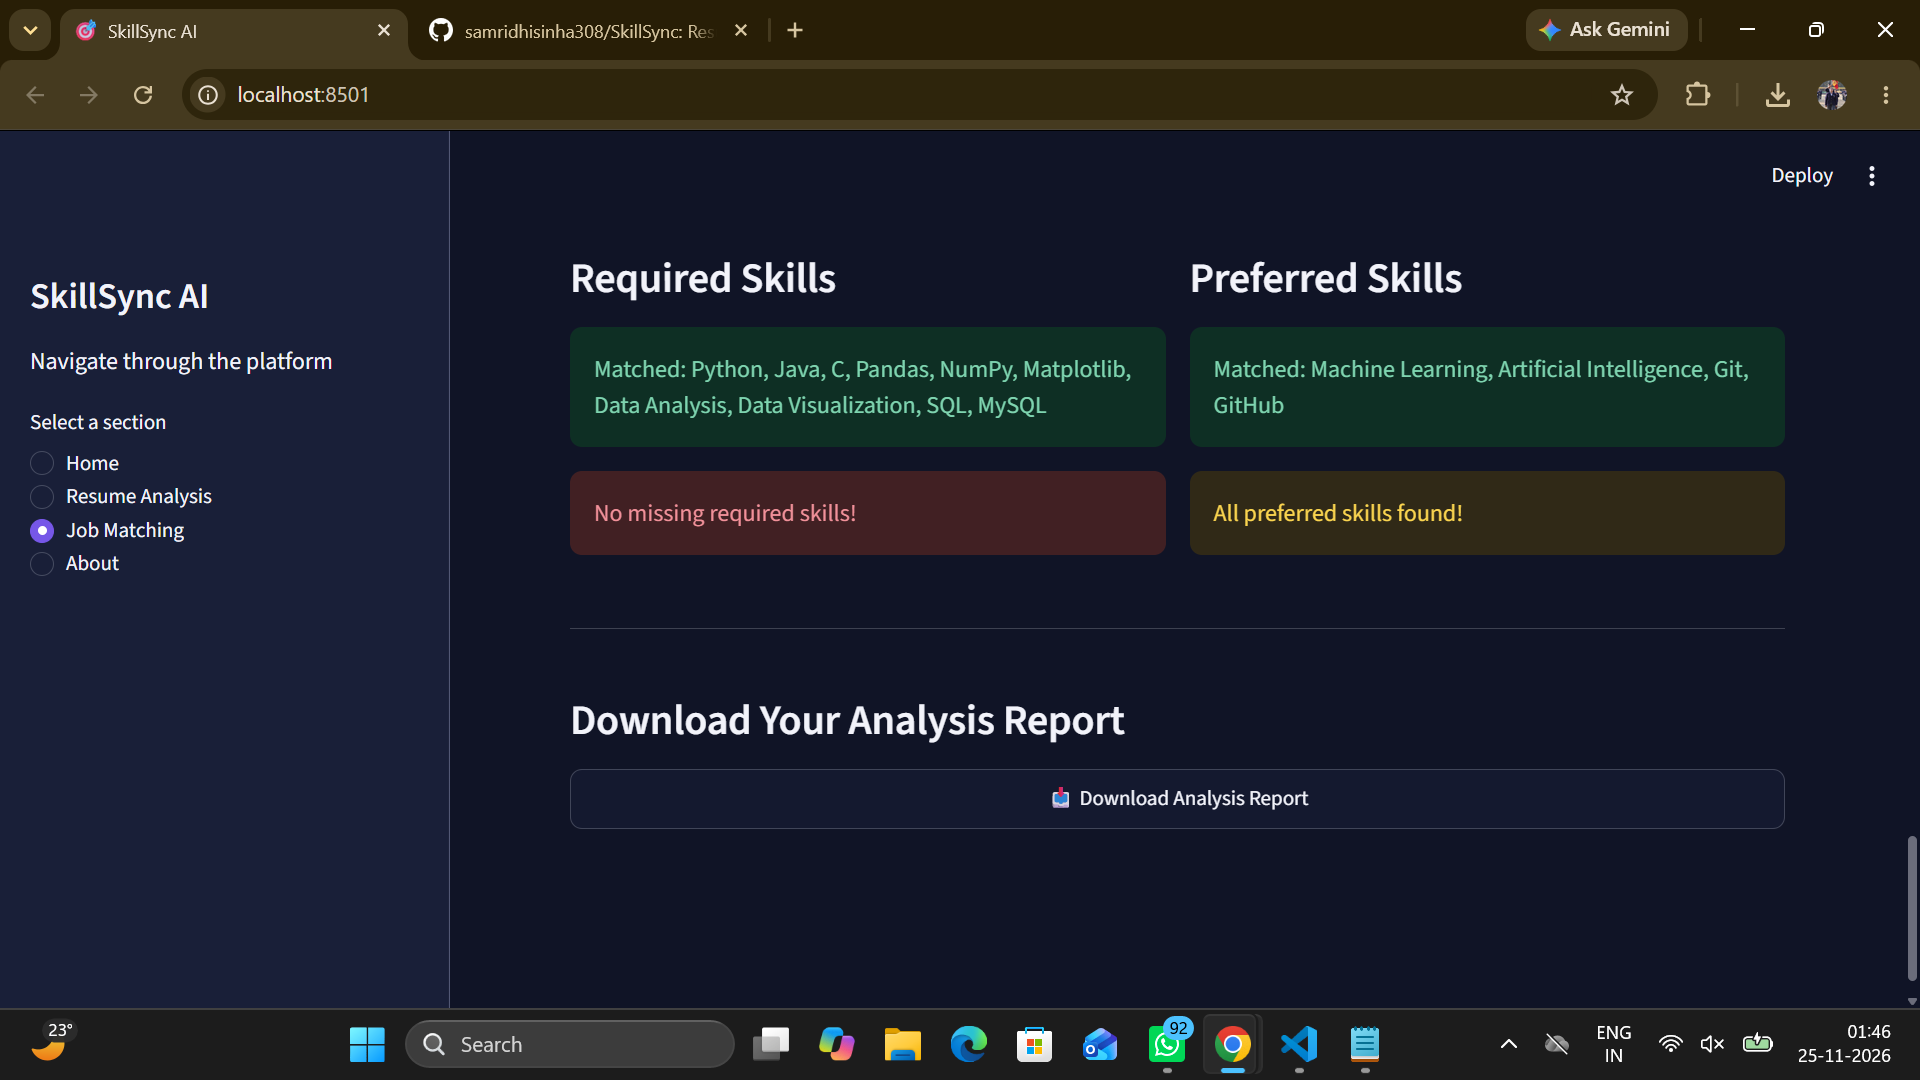 SkillSync AI
samridhisinha308/SkillSync: Res
Ask Gemini
localhost:8501
Deploy
SkillSync AI
Navigate through the platform
Select a section
Home
Resume Analysis
Job Matching
About
Required Skills
Matched: Python, Java, C, Pandas, NumPy, Matplotlib,
Data Analysis, Data Visualization, SQL, MySQL
No missing required skills!
Preferred Skills
Matched: Machine Learning, Artificial Intelligence, Git,
GitHub
All preferred skills found!
Download Your Analysis Report
Download Analysis Report
23°
Search
92
ENG
IN
01:46
25-11-2026